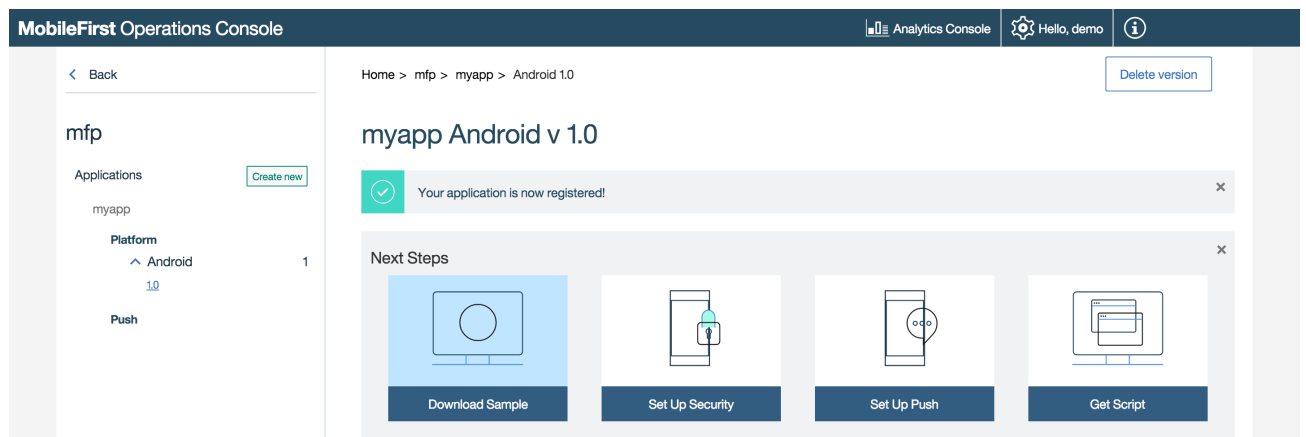 MobileFirst Operations Console
Analytics Console
Hello, demo
Back
mfp
Applications
Create new
myapp
Platform
Android 1
1.0
Push
Home > mfp > myapp > Android 1.0
Delete version
myapp Android v 1.0
Your application is now registered!
Next Steps
Download Sample
Set Up Security
Set Up Push
Get Script